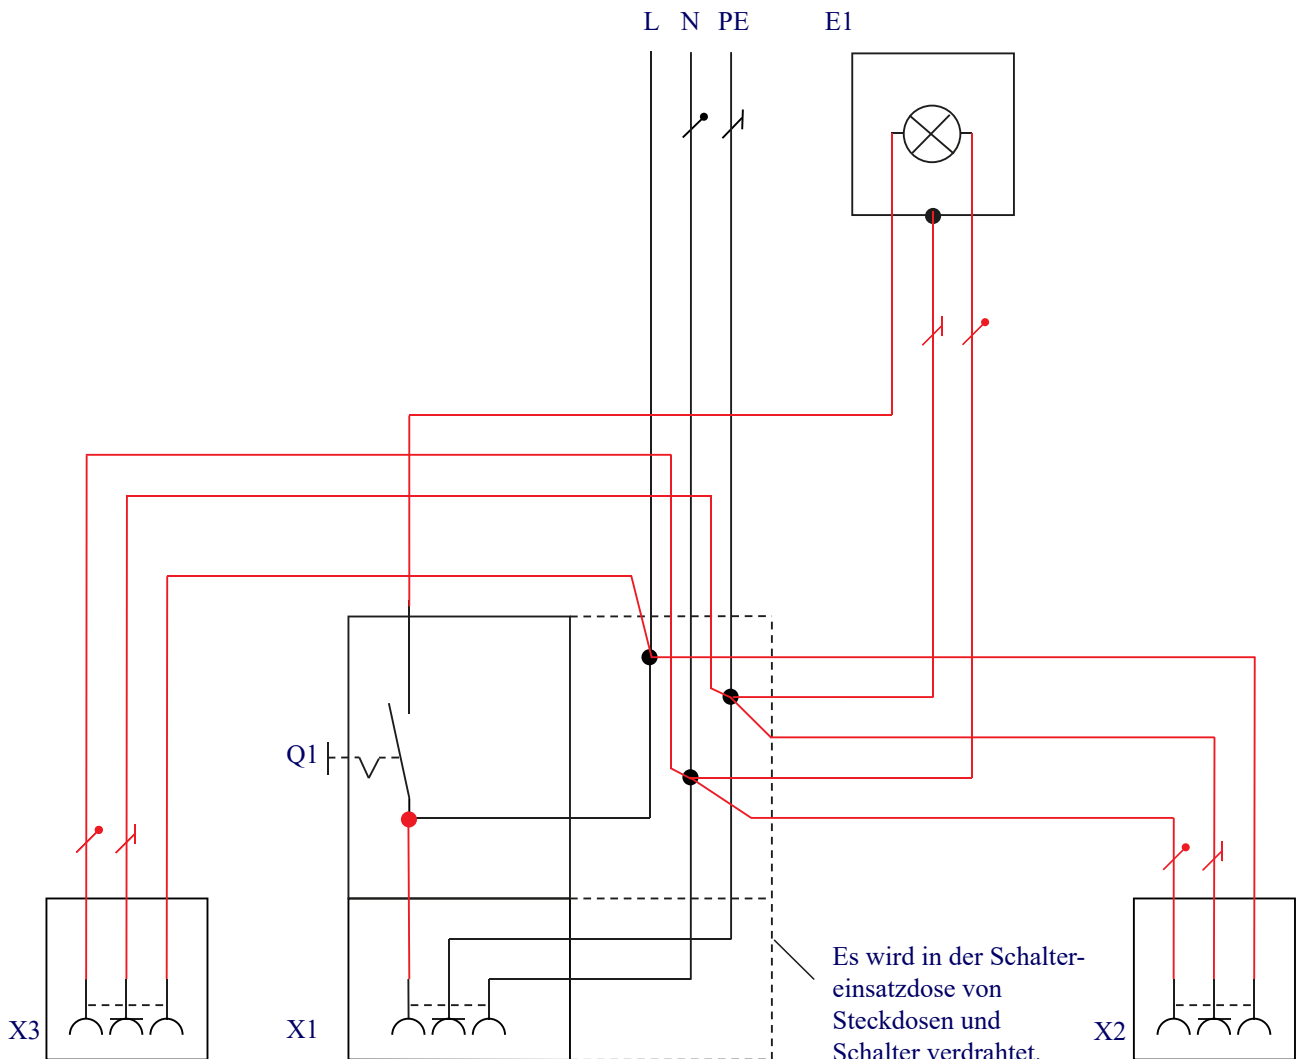 L N PE E1
Q1
X3 X1 X2
Es wird in der Schalter-
einsatzdose von
Steckdosen und
Schalter verdrahtet.